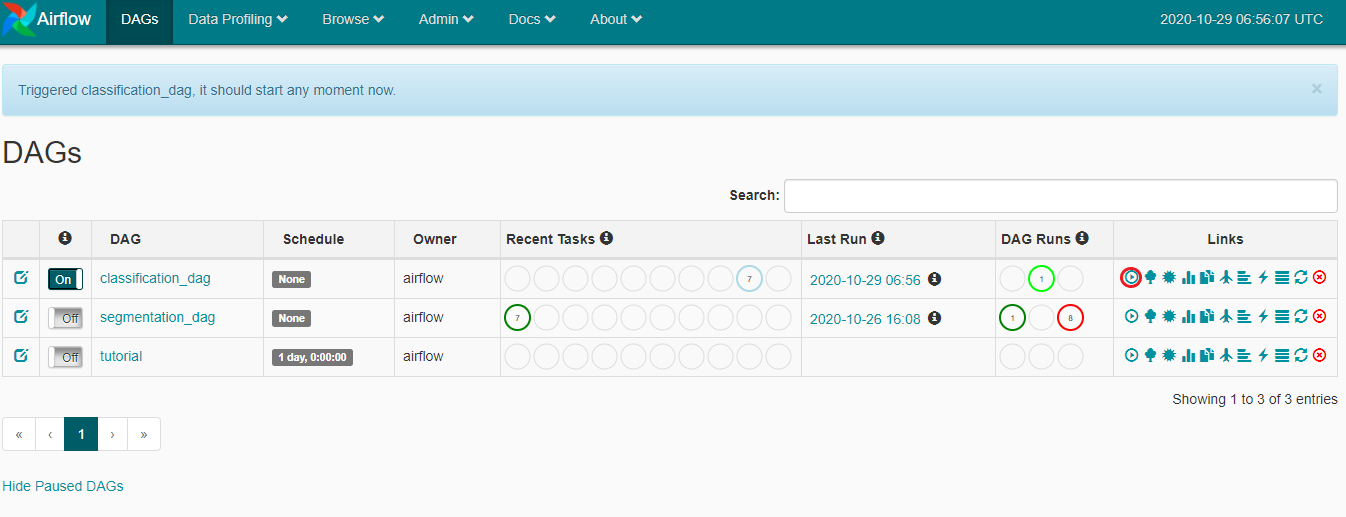 Airflow DAGs Data Profiling Browse Admin Docs About 2020-10-29 06:56:07 UTC
Triggered classification_dag, it should start any moment now. ×
DAGs
Search:
DAG Schedule Owner Recent Tasks Last Run DAG Runs Links
On classification_dag None airflow 7 2020-10-29 06:56 1
Off segmentation_dag None airflow 7 2020-10-26 16:08 1 8
Off tutorial 1 day, 0:00:00 airflow
Showing 1 to 3 of 3 entries
« ‹ 1 › »
Hide Paused DAGs